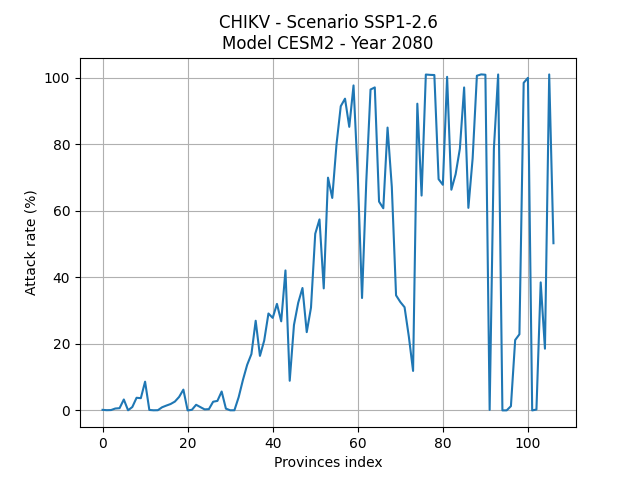 CHIKV - Scenario SSP1-2.6
Model CESM2 - Year 2080
100
80
60
40
20
0
Attack rate (%)
0 20 40 60 80 100
Provinces index